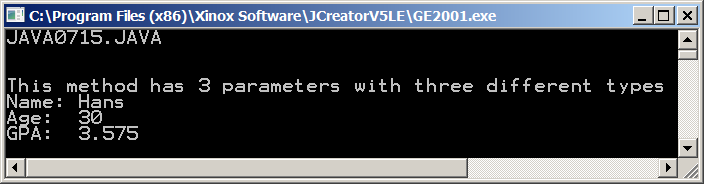 C:\Program Files (x86)\Xinox Software\JCreatorV5LE\GE2001.exe
JAVA0715.JAVA
This method has 3 parameters with three different types
Name: Hans
Age: 30
GPA: 3.575